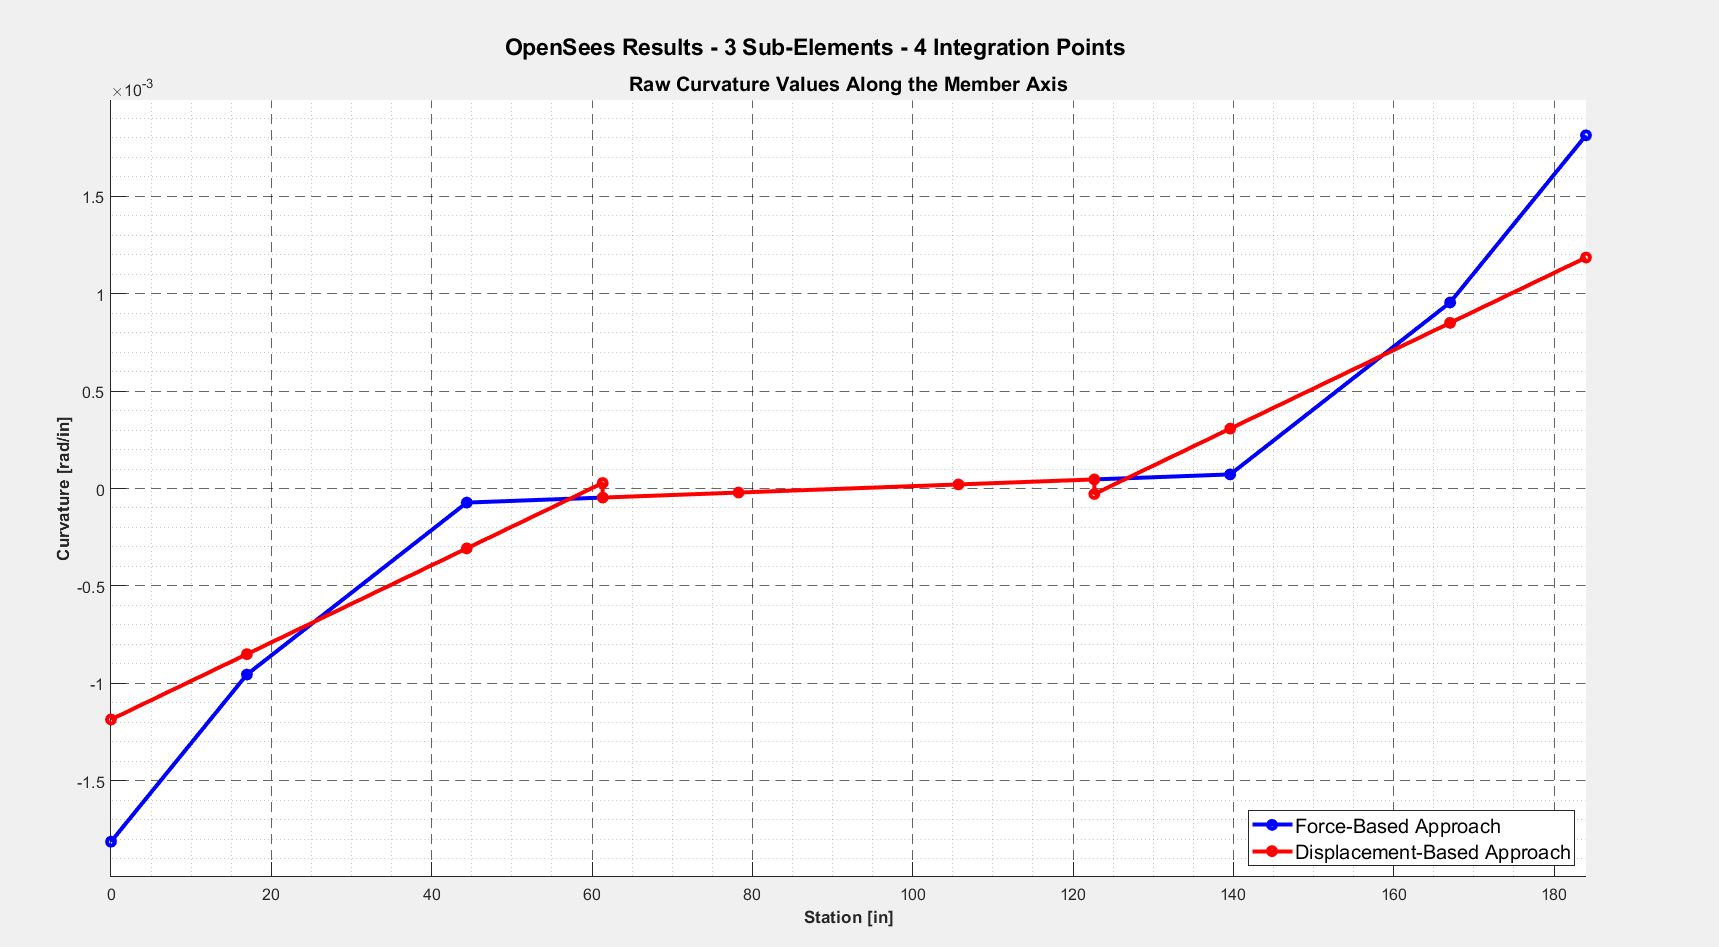 OpenSees Results - 3 Sub-Elements - 4 Integration Points
Raw Curvature Values Along the Member Axis
×10-3
1.5
1
0.5
0
-0.5
-1
-1.5
Curvature [rad/in]
0 20 40 60 80 100 120 140 160 180
Station [in]
Force-Based Approach
Displacement-Based Approach